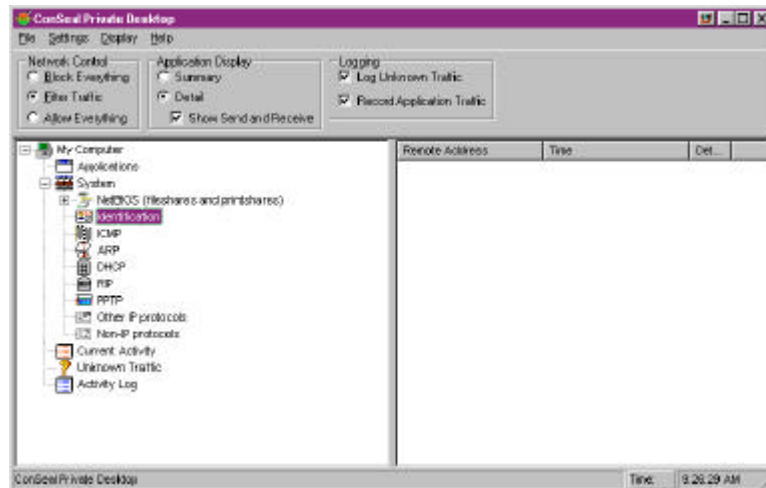 ConSeal Private Desktop
File Settings Display Help
Network Control
Block Everything
Filter Traffic
Allow Everything
Application Display
Summary
Detail
Show Send and Receive
Logging
Log Unknown Traffic
Record Application Traffic
My Computer
Applications
System
NetBIOS (fileshares and printshares)
Identification
ICMP
ARP
DHCP
RIP
PPTP
Other IP protocols
Non-IP protocols
Current Activity
Unknown Traffic
Activity Log
Remote Address Time Det...
ConSeal Private Desktop Time: 9:26:29 AM